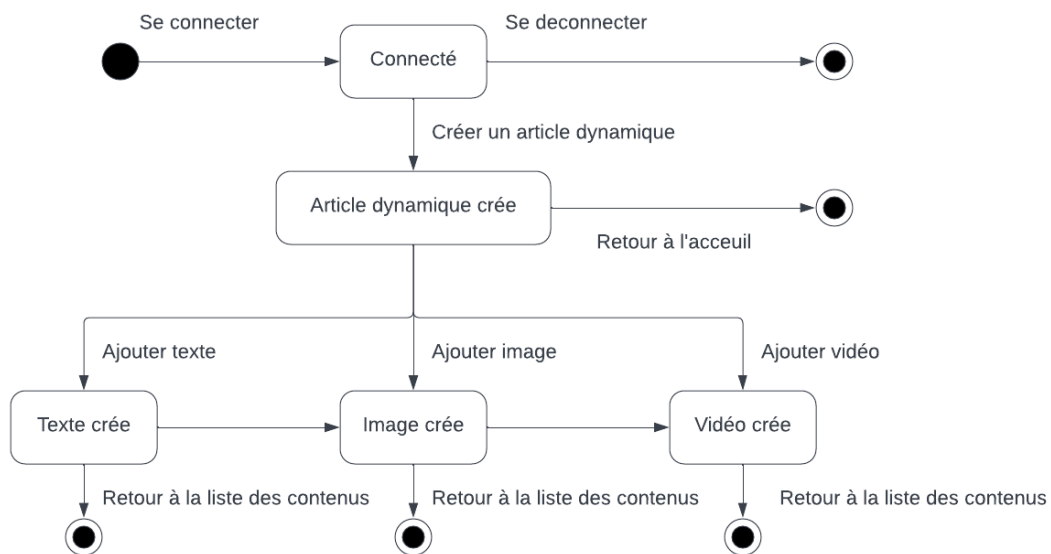 Se connecter
Se deconnecter
Connecté
Créer un article dynamique
Article dynamique crée
Retour à l'acceuil
Ajouter texte
Ajouter image
Ajouter vidéo
Texte crée
Image crée
Vidéo crée
Retour à la liste des contenus
Retour à la liste des contenus
Retour à la liste des contenus